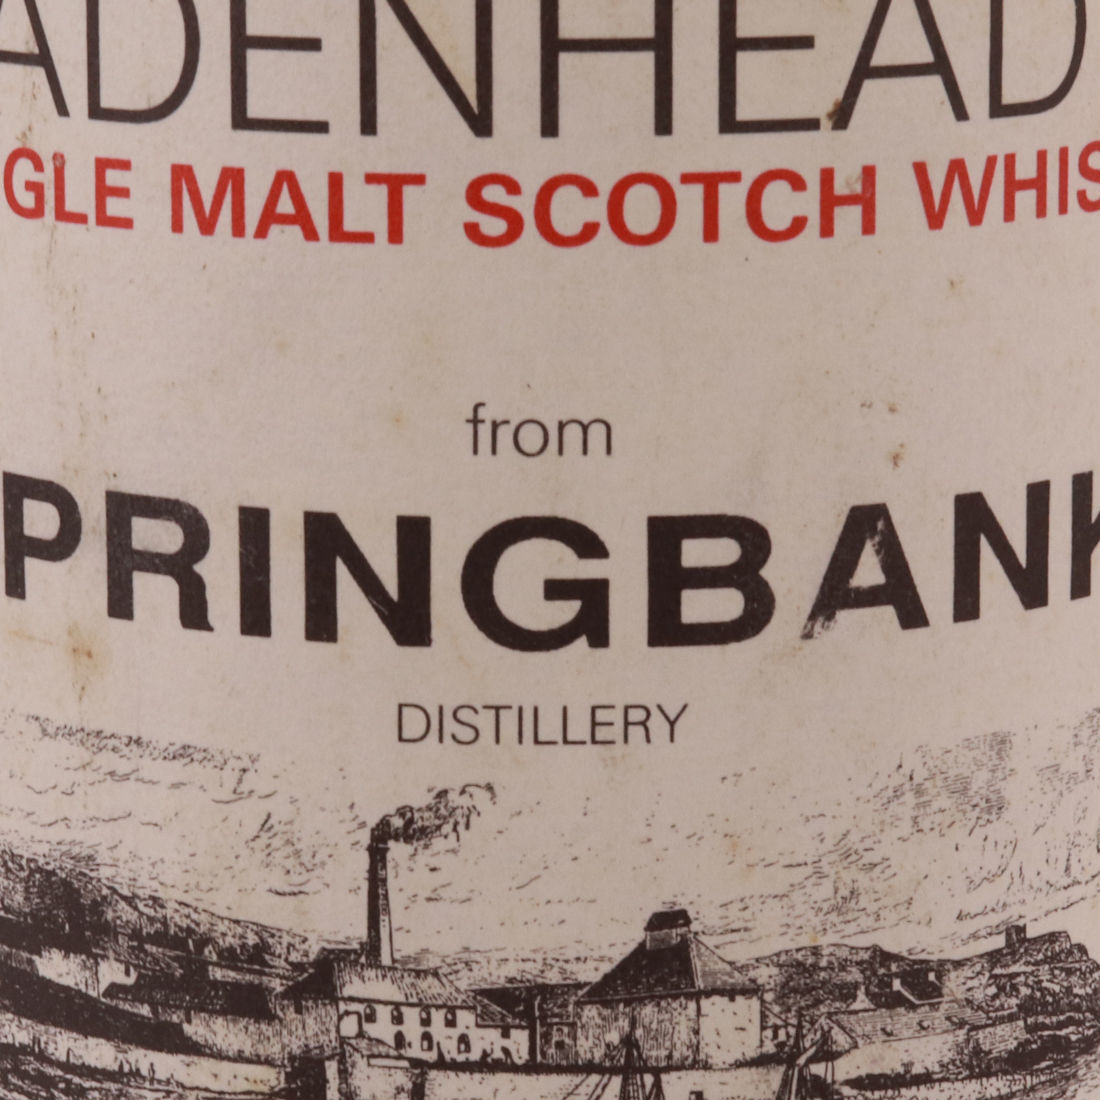 ADENHEAD
GLE MALT SCOTCH WHIS
from
PRINGBANK
DISTILLERY